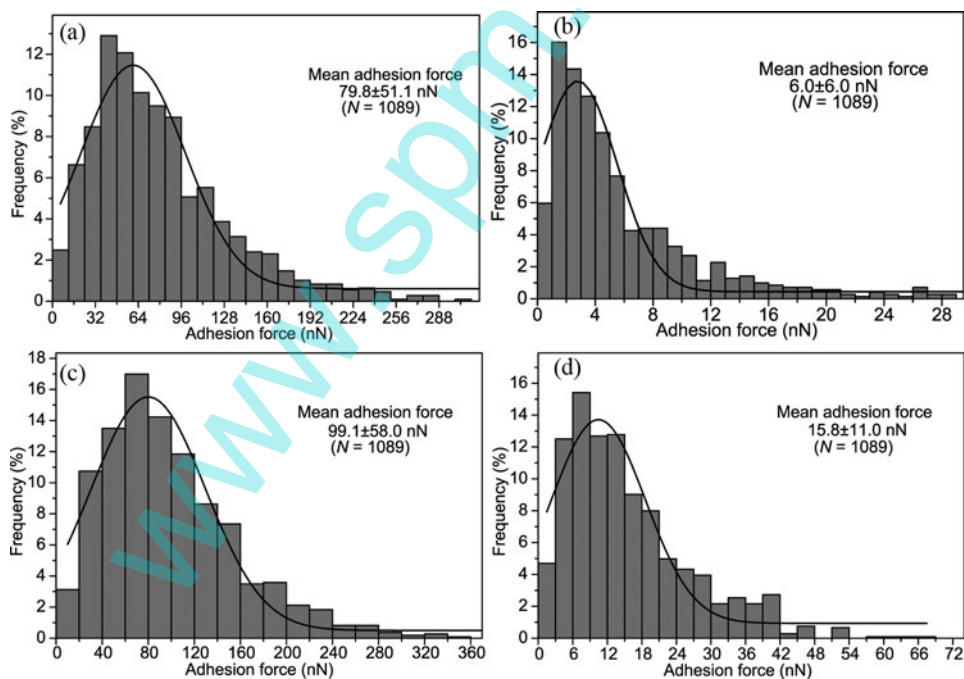 (a)
Mean adhesion force
79.8±51.1 nN
(N = 1089)
Frequency (%)
12
10
8
6
4
2
0
0 32 64 96 128 160 192 224 256 288
Adhesion force (nN)
(b)
Mean adhesion force
6.0±6.0 nN
(N = 1089)
Frequency (%)
16
14
12
10
8
6
4
2
0
0 4 8 12 16 20 24 28
Adhesion force (nN)
(c)
Mean adhesion force
99.1±58.0 nN
(N = 1089)
Frequency (%)
18
16
14
12
10
8
6
4
2
0
0 40 80 120 160 200 240 280 320 360
Adhesion force (nN)
(d)
Mean adhesion force
15.8±11.0 nN
(N = 1089)
Frequency (%)
16
14
12
10
8
6
4
2
0
0 6 12 18 24 30 36 42 48 54 60 66 72
Adhesion force (nN)
www.spm.